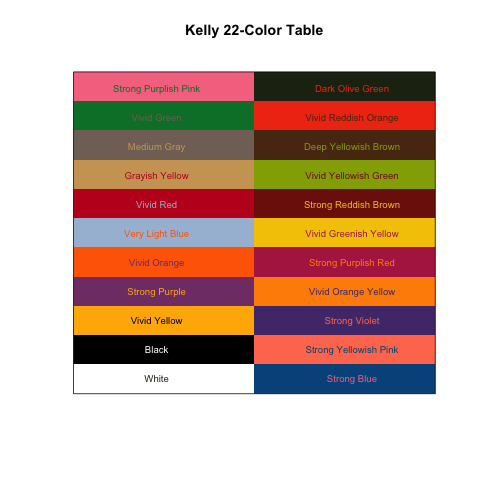 Kelly 22-Color Table
Strong Purplish Pink Dark Olive Green
Vivid Green Vivid Reddish Orange
Medium Gray Deep Yellowish Brown
Grayish Yellow Vivid Yellowish Green
Vivid Red Strong Reddish Brown
Very Light Blue Vivid Greenish Yellow
Vivid Orange Strong Purplish Red
Strong Purple Vivid Orange Yellow
Vivid Yellow Strong Violet
Black Strong Yellowish Pink
White Strong Blue